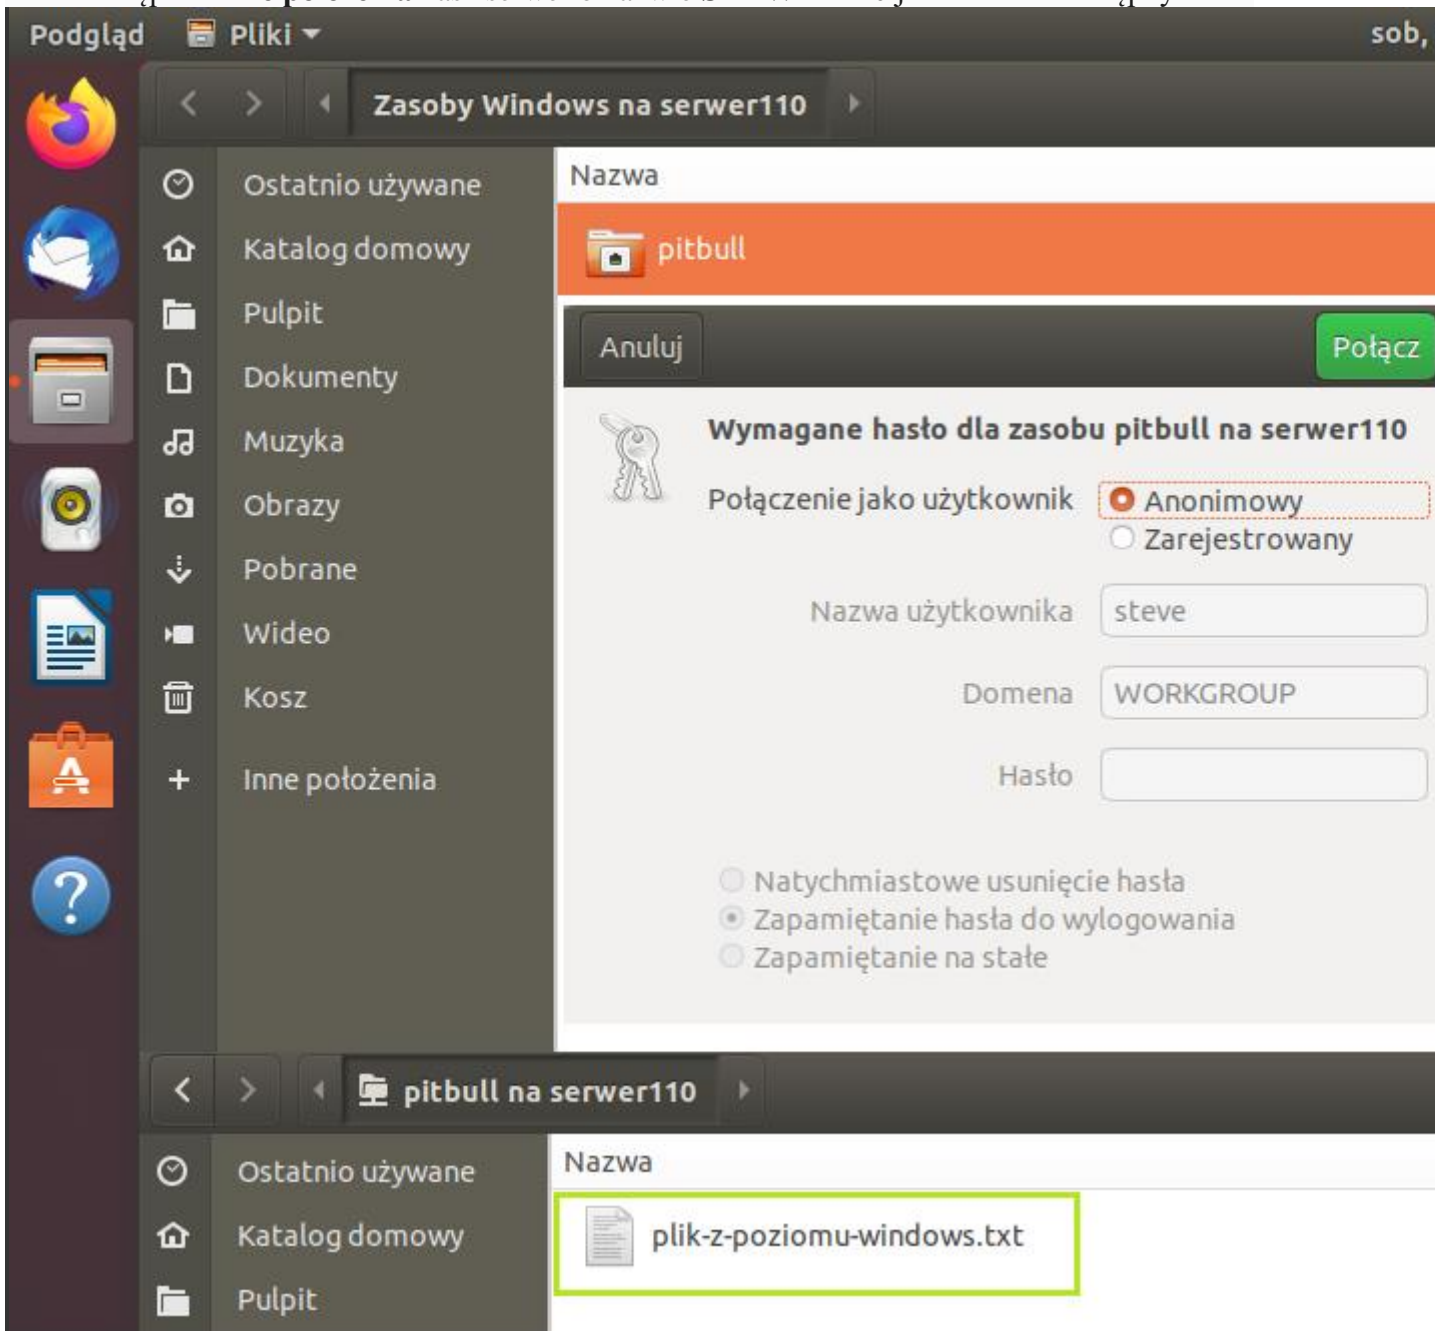 Podgląd Pliki sob,
Zasoby Windows na serwer110
Ostatnio używane
Katalog domowy
Pulpit
Dokumenty
Muzyka
Obrazy
Pobrane
Wideo
Kosz
Inne położenia
Nazwa
pitbull
Anuluj Połącz
Wymagane hasło dla zasobu pitbull na serwer110
Połączenie jako użytkownik Anonimowy
Zarejestrowany
Nazwa użytkownika steve
Domena WORKGROUP
Hasło
Natychmiastowe usunięcie hasła
Zapamiętanie hasła do wylogowania
Zapamiętanie na stałe
pitbull na serwer110
Ostatnio używane
Katalog domowy
Pulpit
Nazwa
plik-z-poziomu-windows.txt